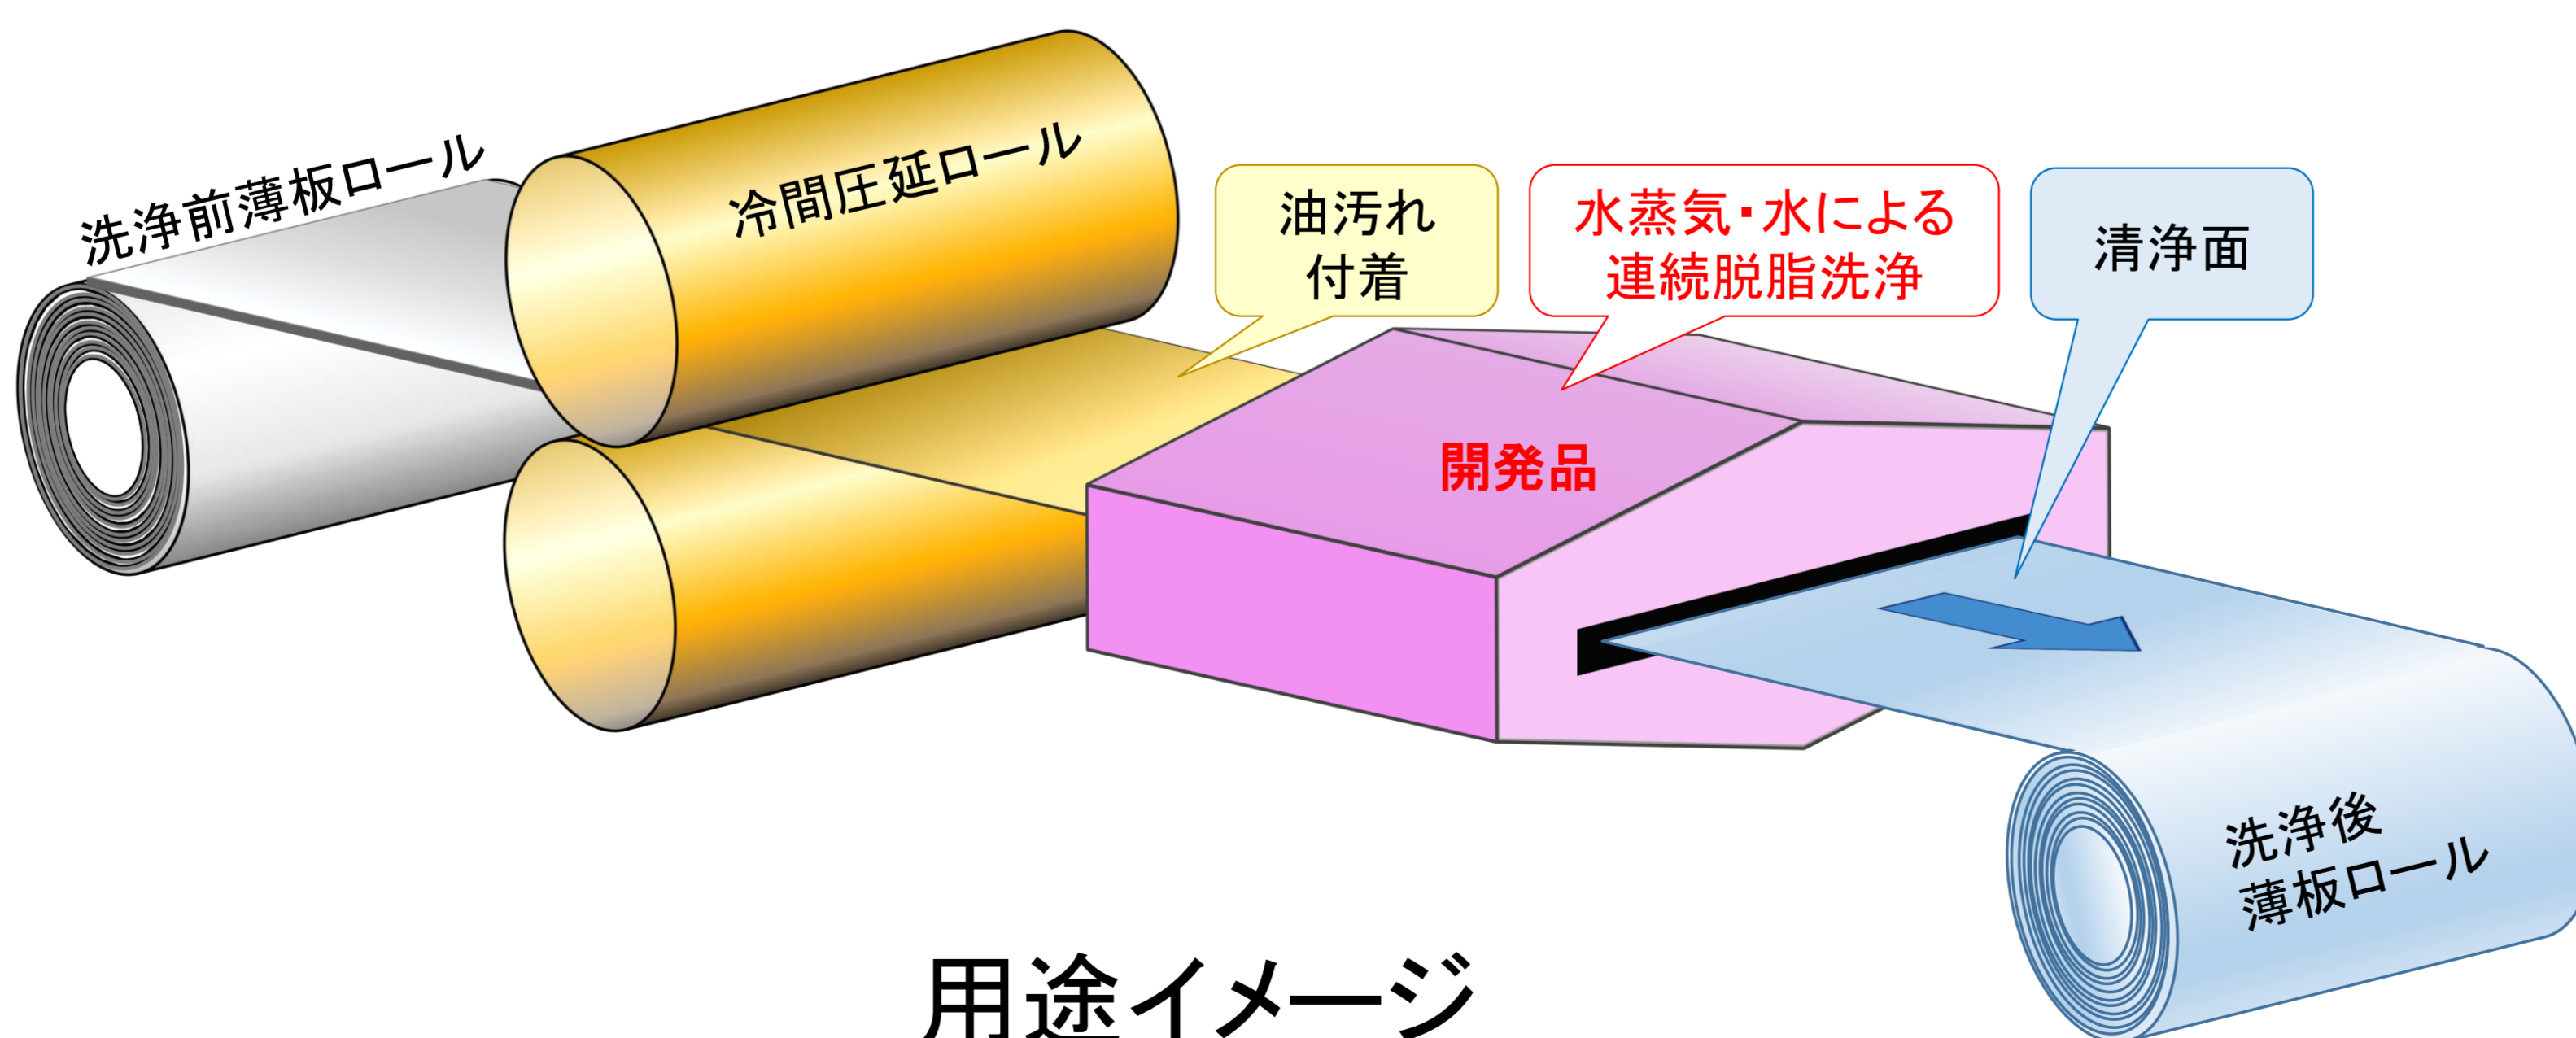 洗浄前薄板ロール
冷間圧延ロール
油汚れ
付着
水蒸気・水による
連続脱脂洗浄
清浄面
開発品
洗浄後
薄板ロール
用途イメージ